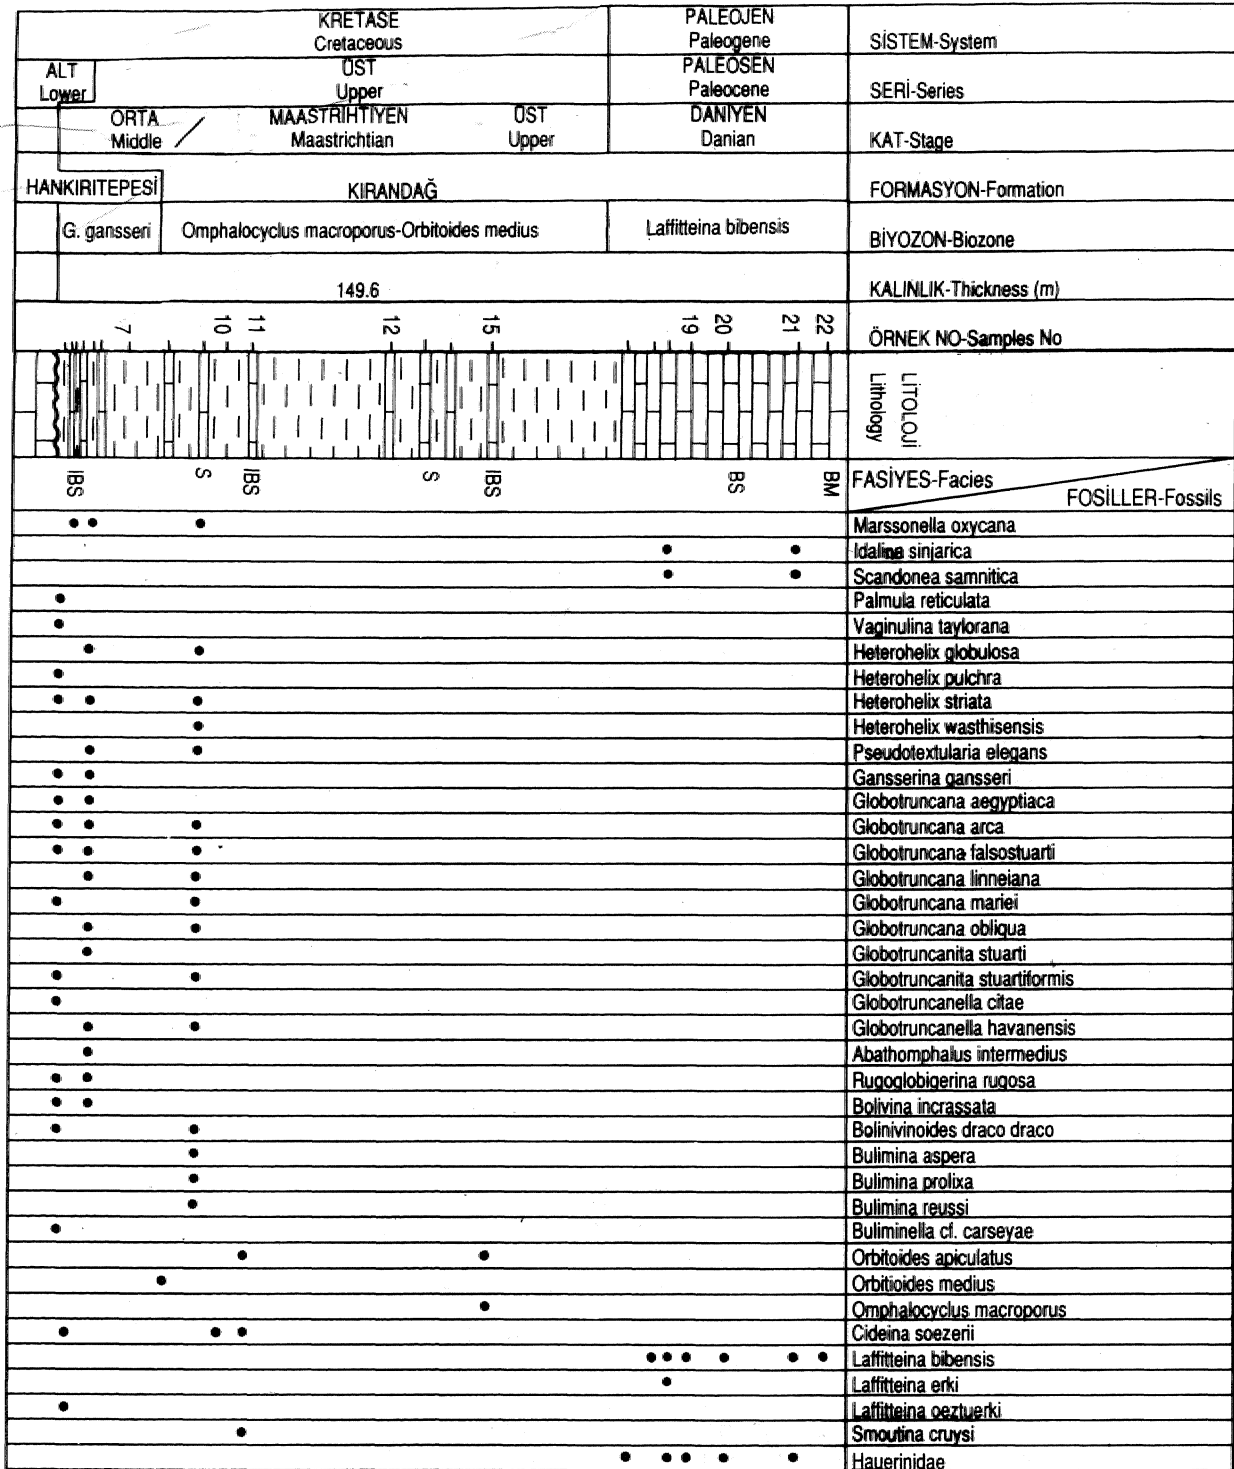 KRETASE
Cretaceous
PALEOJEN
Paleogene
SİSTEM-System
ALT
Lower
ÜST
Upper
PALEOSEN
Paleocene
SERİ-Series
ORTA
Middle
MAASTRIHTIYEN
Maastrichtian
ÜST
Upper
DANİYEN
Danian
KAT-Stage
HANKIRITEPESİ
KIRANDAĞ
FORMASYON-Formation
G. gansseri
Omphalocyclus macroporus-Orbitoides medius
Laffitteina bibensis
BİYOZON-Biozone
149.6
KALINLIK-Thickness (m)
7 10 11 12 15 19 20 21 22
ÖRNEK NO-Samples No
LİTOLOJİ
Lithology
IBS S IBS S IBS BS BM
FASİYES-Facies
FOSİLLER-Fossils
Marssonella oxycana
Idalina sinjarica
Scandonea samnitica
Palmula reticulata
Vaginulina taylorana
Heterohelix globulosa
Heterohelix pulchra
Heterohelix striata
Heterohelix wasthisensis
Pseudotextularia elegans
Gansserina gansseri
Globotruncana aegyptiaca
Globotruncana arca
Globotruncana falsostuarti
Globotruncana linneiana
Globotruncana mariei
Globotruncana obliqua
Globotruncanita stuarti
Globotruncanita stuartiformis
Globotruncanella citae
Globotruncanella havanensis
Abathomphalus intermedius
Rugoglobigerina rugosa
Bolivina incrassata
Bolinivinoides draco draco
Bulimina aspera
Bulimina prolixa
Bulimina reussi
Buliminella cf. carseyae
Orbitoides apiculatus
Orbitioides medius
Omphalocyclus macroporus
Cideina soezerii
Laffitteina bibensis
Laffitteina erki
Laffitteina oeztuerki
Smoutina cruysi
Hauerinidae